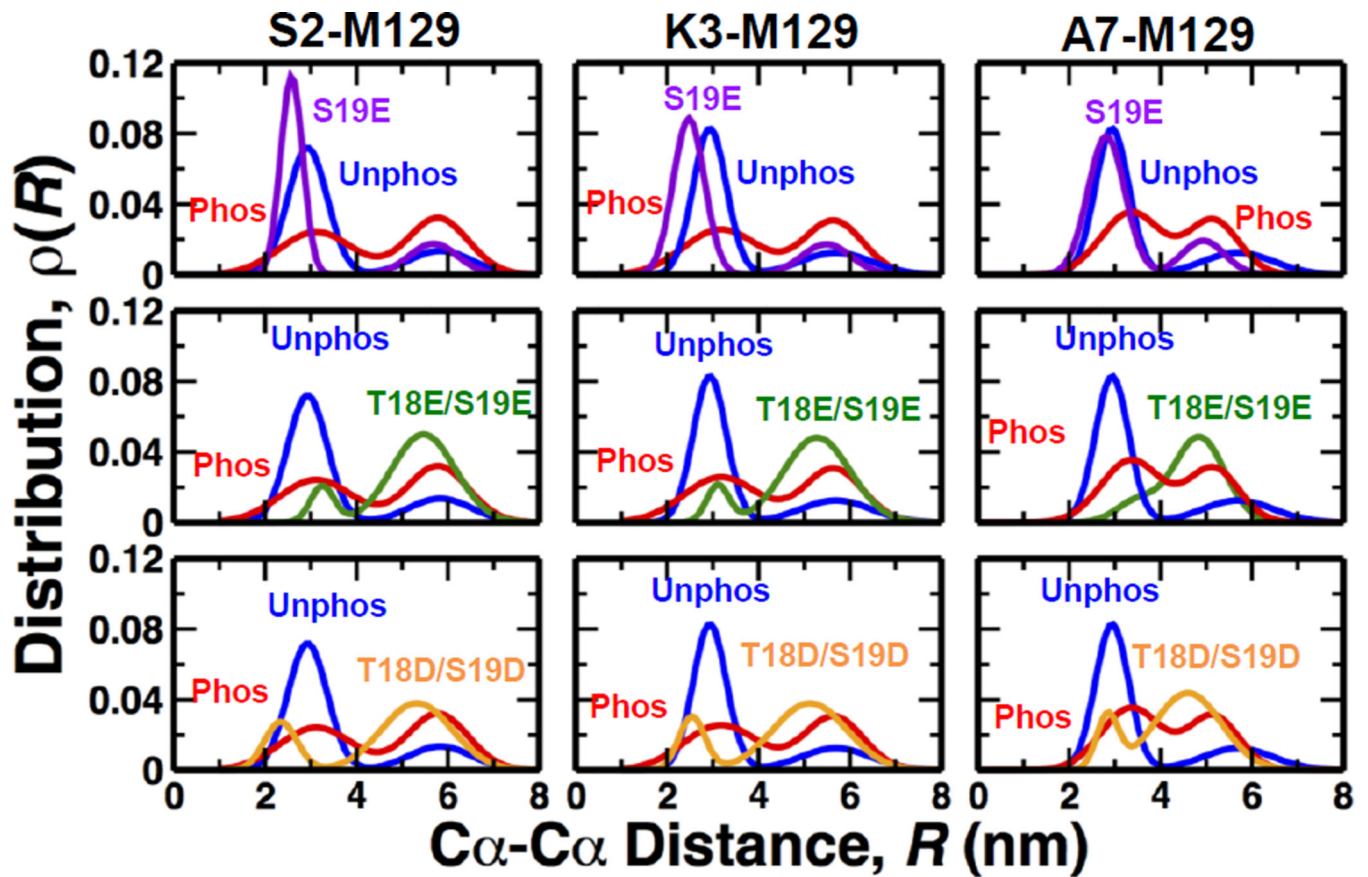 S2-M129 K3-M129 A7-M129
Distribution, ρ(R)
0.12
0.08
0.04
0
S19E
Unphos
Phos
S19E
Unphos
Phos
S19E
Unphos
Phos
0.12
0.08
0.04
0
Unphos
T18E/S19E
Phos
Unphos
T18E/S19E
Phos
Unphos
T18E/S19E
Phos
0.12
0.08
0.04
0
Unphos
T18D/S19D
Phos
Unphos
T18D/S19D
Phos
Unphos
T18D/S19D
Phos
0 2 4 6 8 0 2 4 6 8 0 2 4 6 8
Cα-Cα Distance, R (nm)